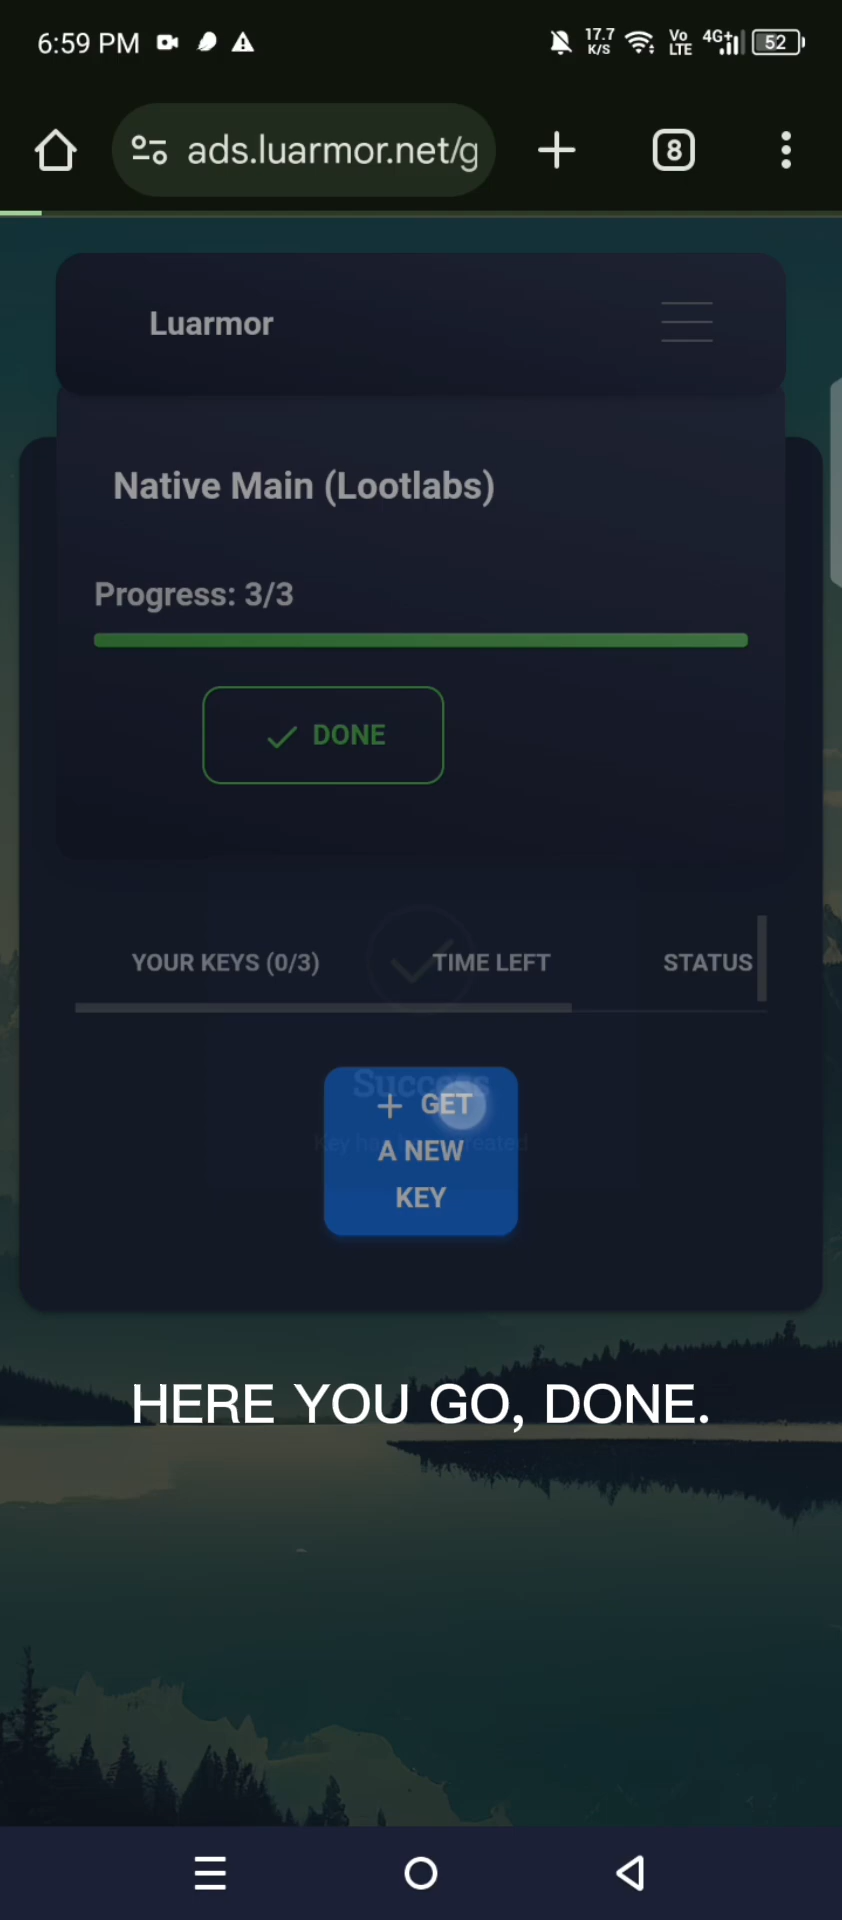 6:59 PM
17.7
K/S
Vo
LTE
4G+
52
ads.luarmor.net/g
8
Luarmor
Native Main (Lootlabs)
Progress: 3/3
DONE
YOUR KEYS (0/3)
TIME LEFT
STATUS
Success
GET
A NEW
KEY
HERE YOU GO, DONE.